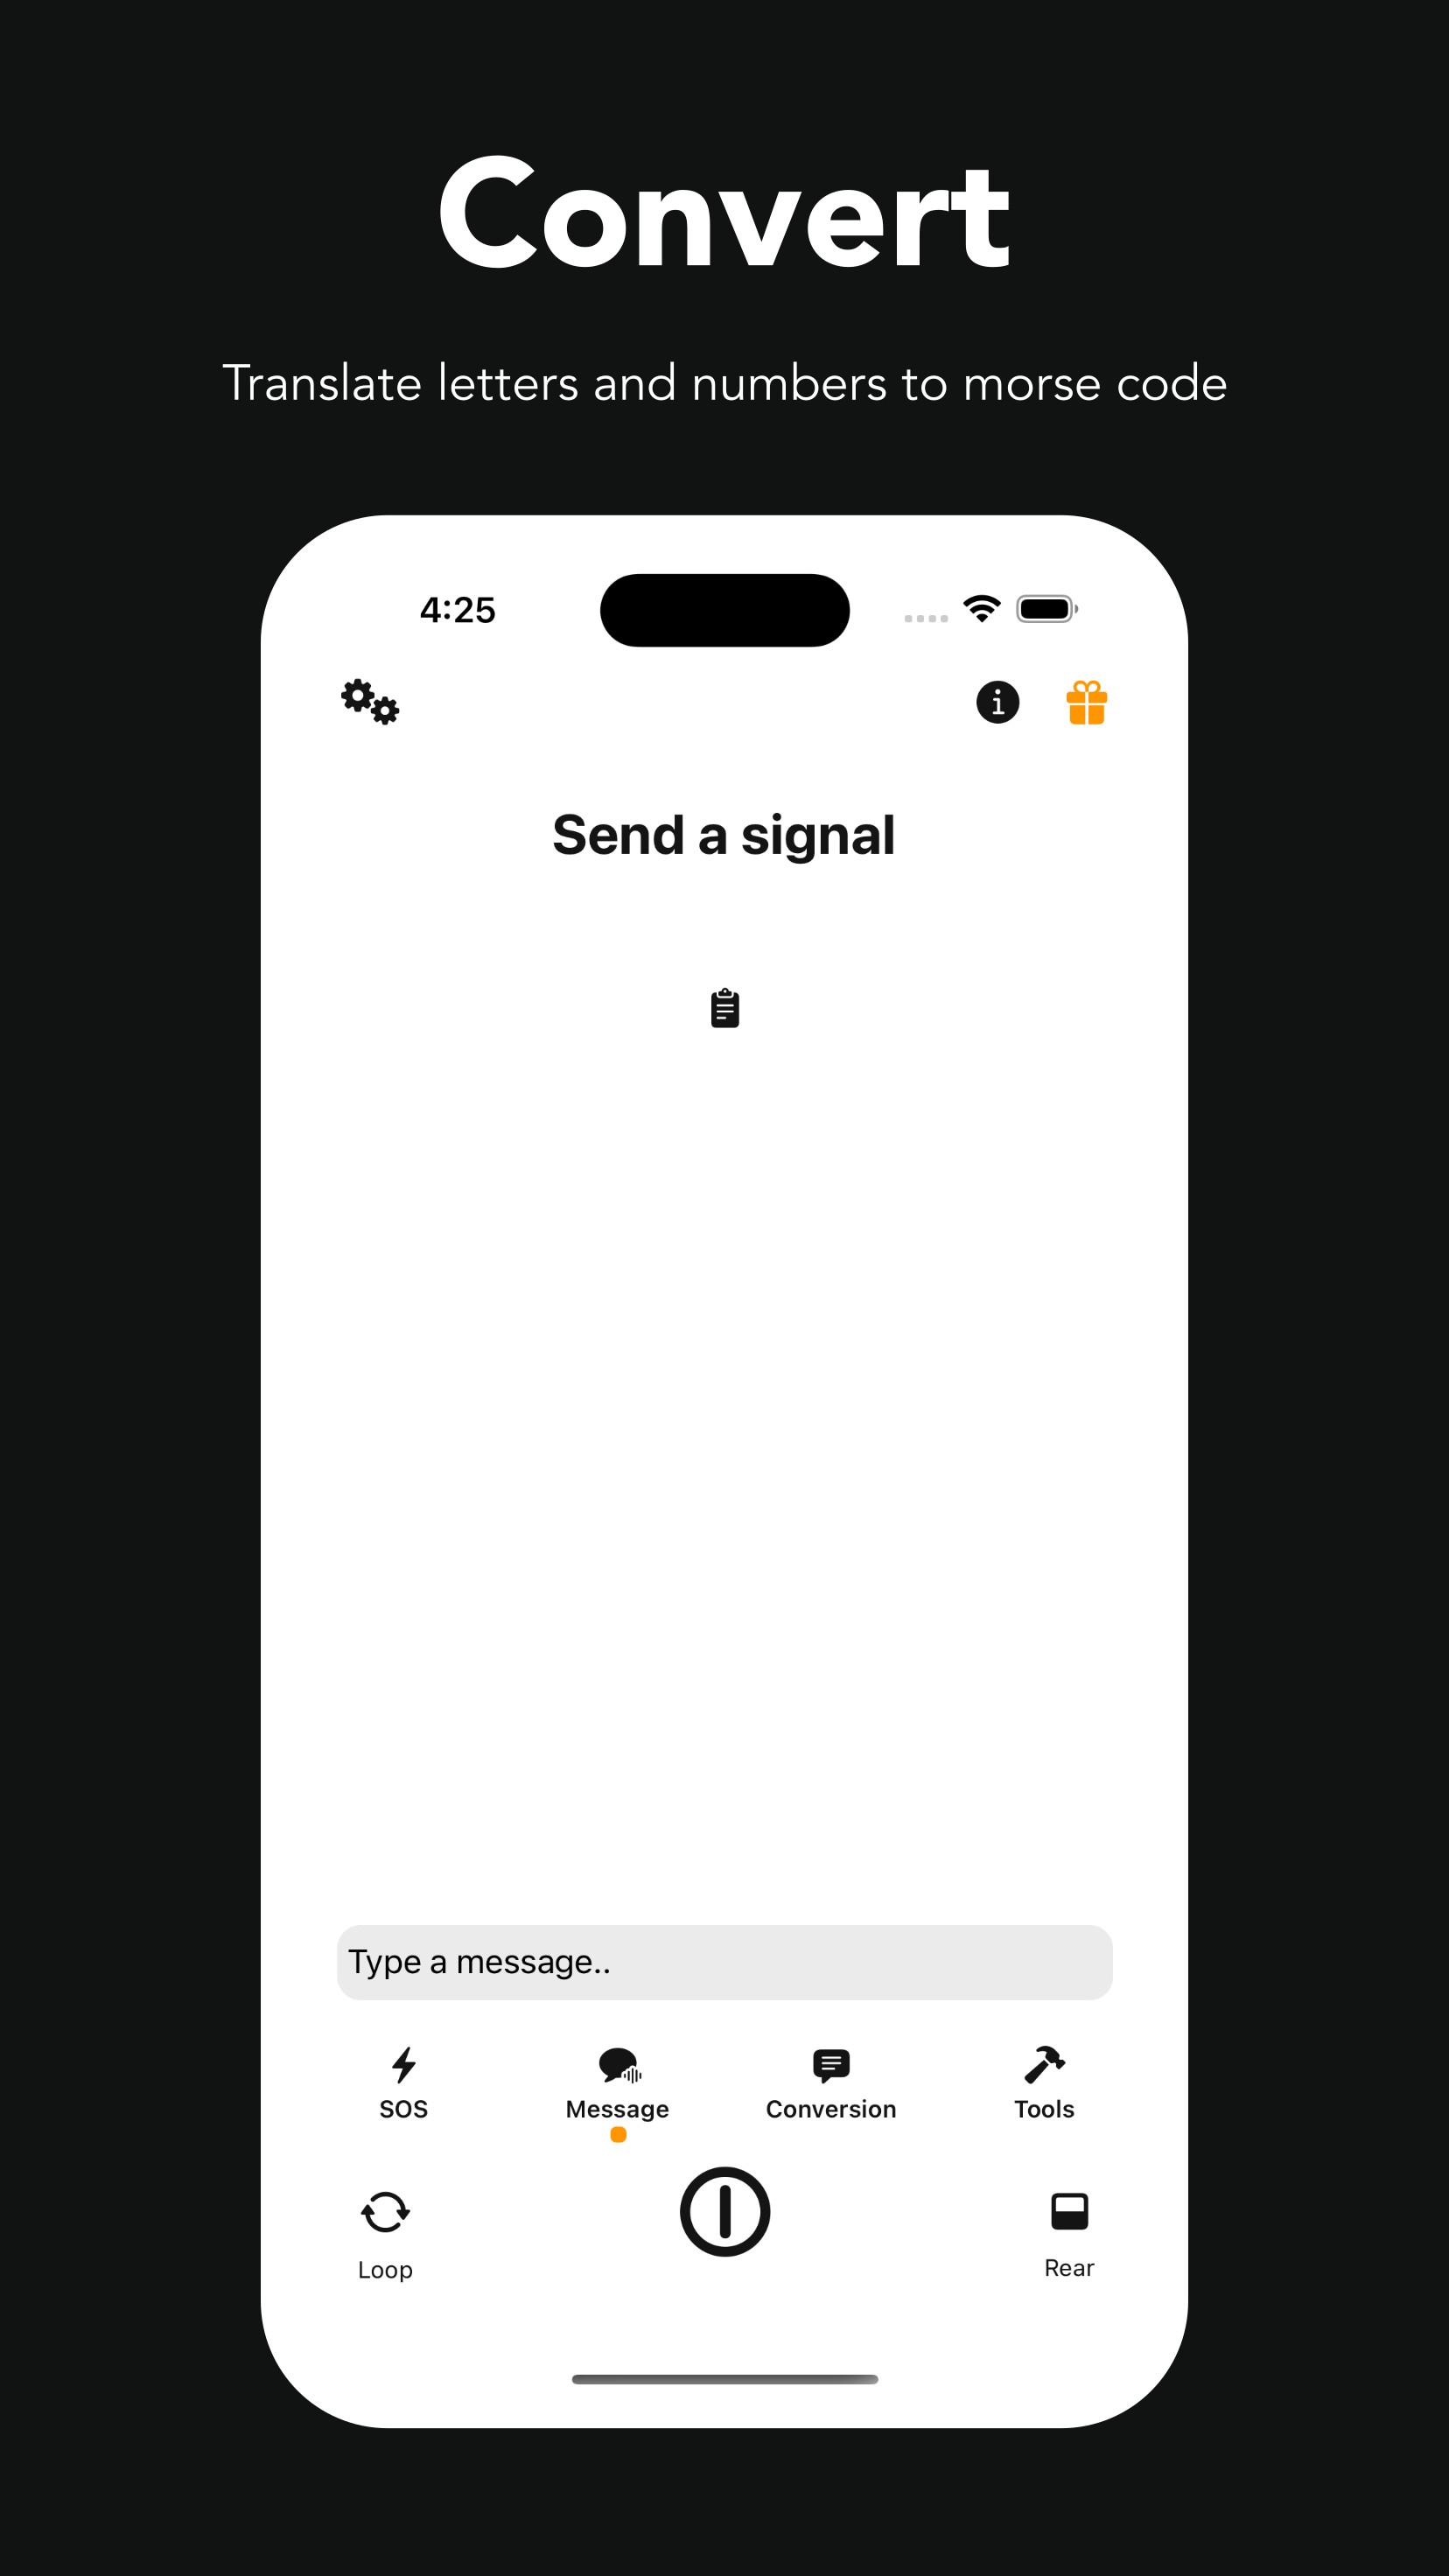 Convert
Translate letters and numbers to morse code
4:25
Send a signal
Type a message..
SOS Message Conversion Tools
Loop Rear